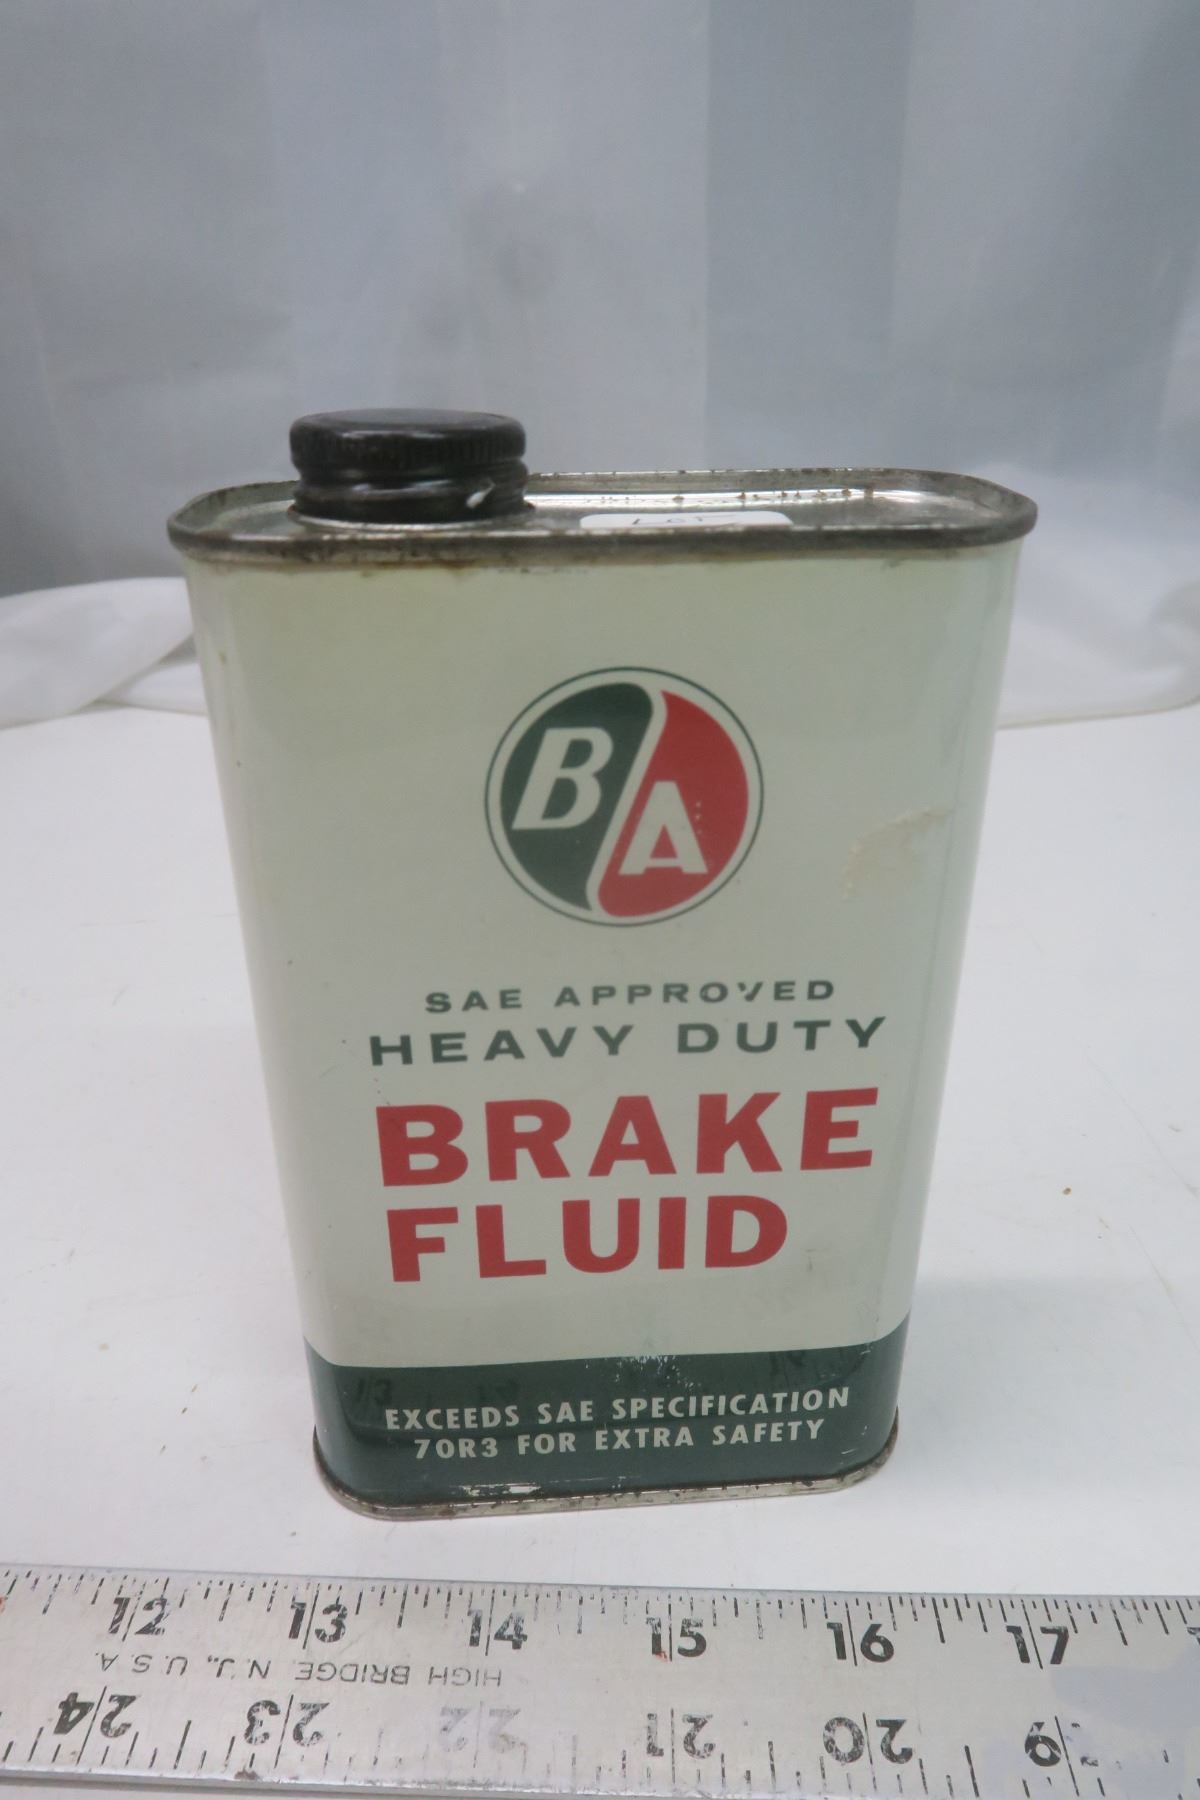 LOT
B
A
SAE APPROVED
HEAVY DUTY
BRAKE
FLUID
EXCEEDS SAE SPECIFICATION
70R3 FOR EXTRA SAFETY
12 13 14 15 16 17
HIGH BRIDGE, N.J., U.S.A.
24 23 22 21 20